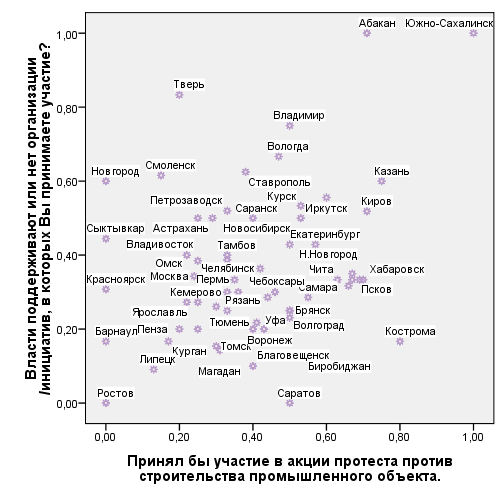 Власти поддерживают или нет организации
/инициатив, в которых Вы принимаете участие?
1,00
0,80
0,60
0,40
0,20
0,00
Абакан
Южно-Сахалинск
Тверь
Владимир
Вологда
Смоленск
Новгород
Казань
Ставрополь
Петрозаводск
Саранск
Курск
Иркутск
Киров
Сыктывкар
Астрахань
Новосибирск
Екатеринбург
Владивосток
Тамбов
Н.Новгород
Омск
Челябинск
Чита
Хабаровск
Москва
Пермь
Чебоксары
Самара
Псков
Красноярск
Кемерово
Рязань
Ярославль
Брянск
Барнаул
Пенза
Тюмень
Уфа
Волгоград
Кострома
Воронеж
Томск
Курган
Липецк
Благовещенск
Магадан
Биробиджан
Ростов
Саратов
0,00
0,20
0,40
0,60
0,80
1,00
Принял бы участие в акции протеста против
строительства промышленного объекта.